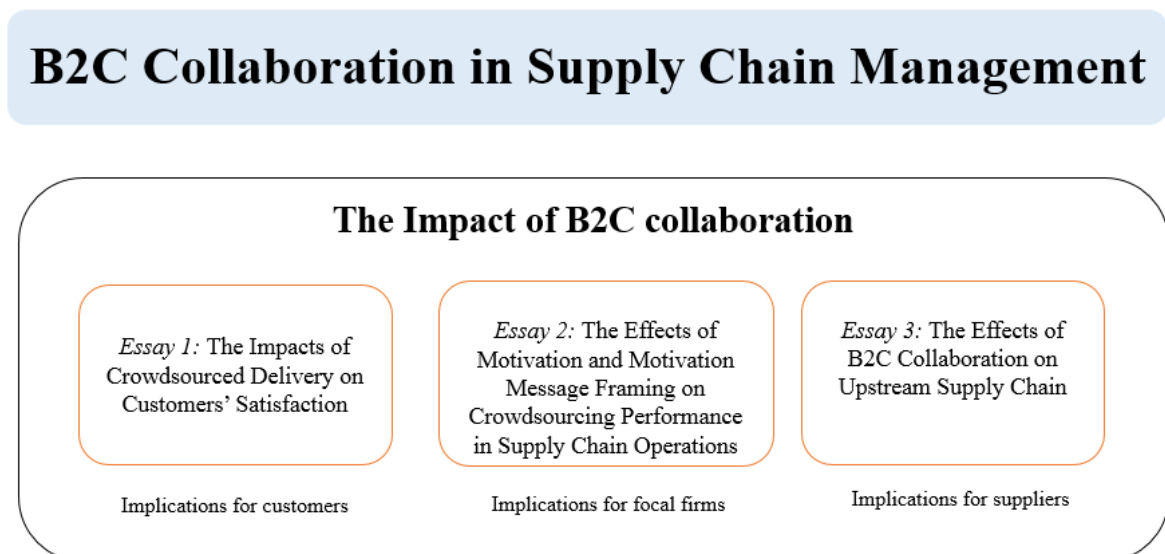 B2C Collaboration in Supply Chain Management
The Impact of B2C collaboration
Essay 1: The Impacts of
Crowdsourced Delivery on
Customers’ Satisfaction
Essay 2: The Effects of
Motivation and Motivation
Message Framing on
Crowdsourcing Performance
in Supply Chain Operations
Essay 3: The Effects of
B2C Collaboration on
Upstream Supply Chain
Implications for customers
Implications for focal firms
Implications for suppliers